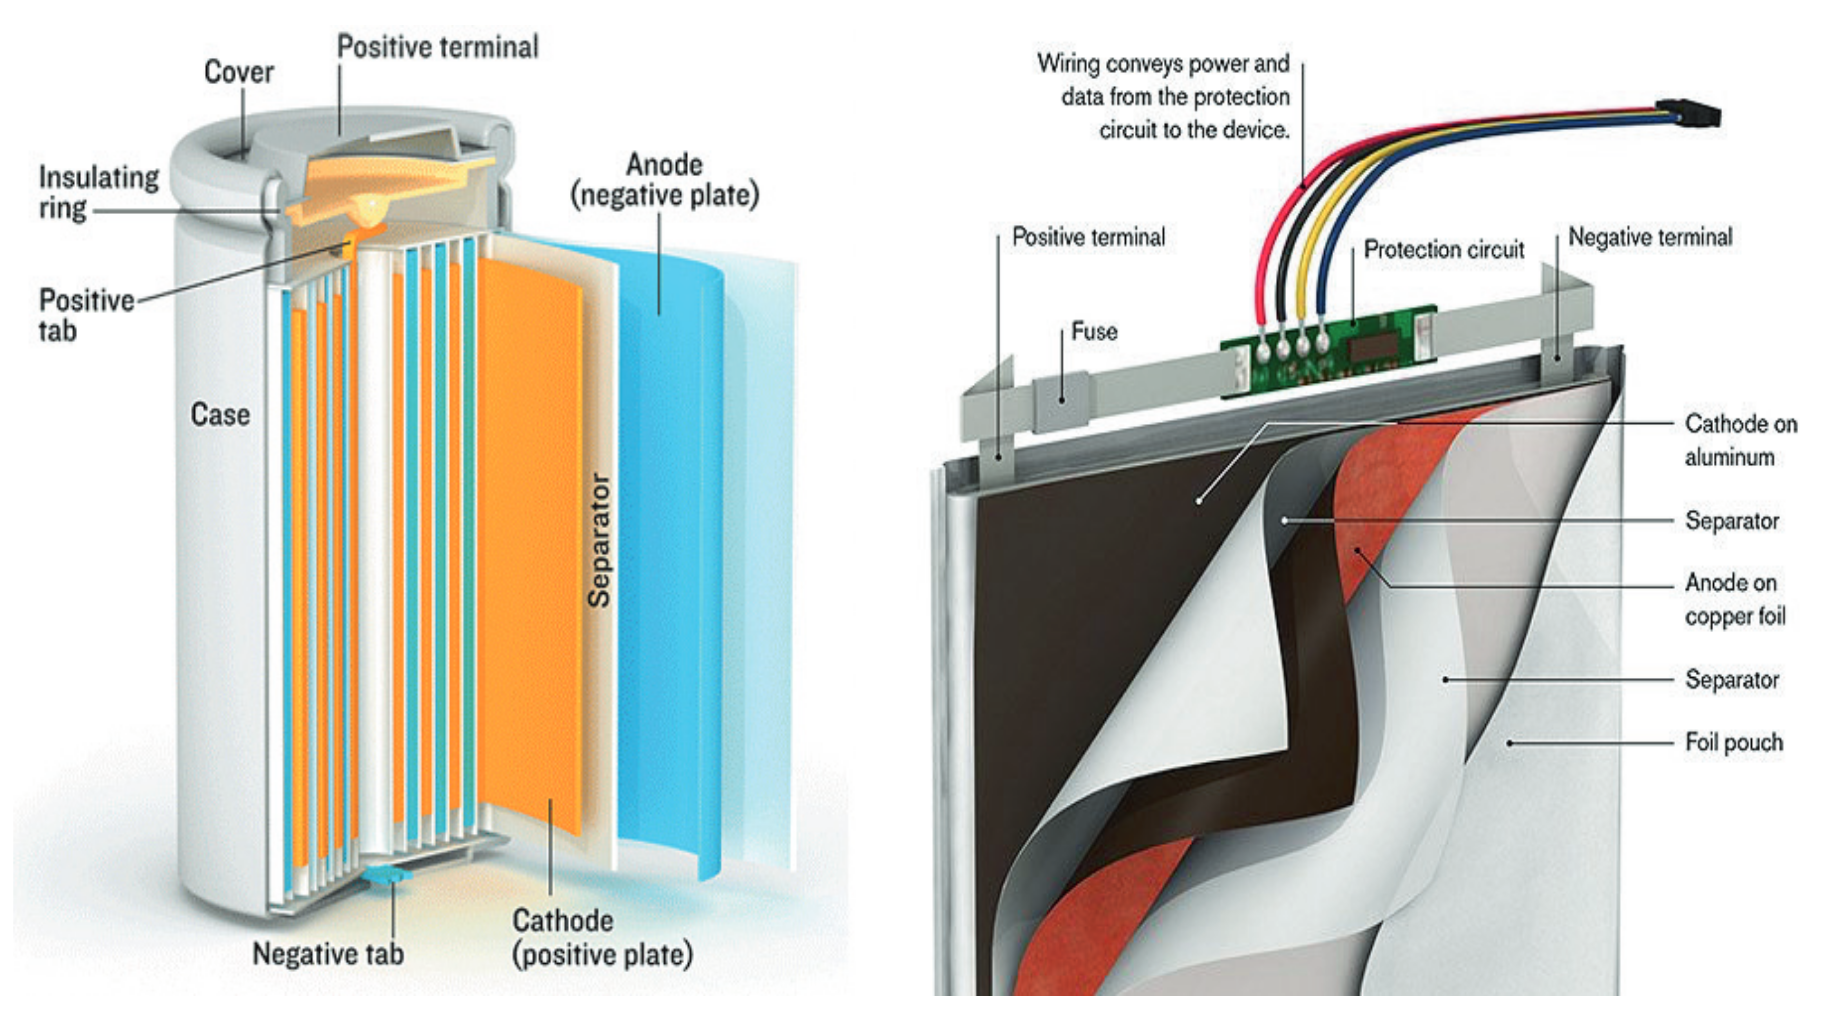 Positive terminal
Cover
Insulating
ring
Anode
(negative plate)
Positive
tab
Case
Separator
Cathode
(positive plate)
Negative tab
Wiring conveys power and
data from the protection
circuit to the device.
Positive terminal
Protection circuit
Negative terminal
Fuse
Cathode on
aluminum
Separator
Anode on
copper foil
Separator
Foil pouch